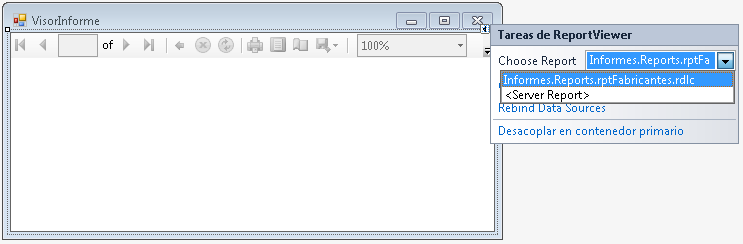 VisorInforme
of
100%
Tareas de ReportViewer
Choose Report Informes.Reports.rptFa
Informes.Reports.rptFabricantes.rdlc
<Server Report>
Rebind Data Sources
Desacoplar en contenedor primario